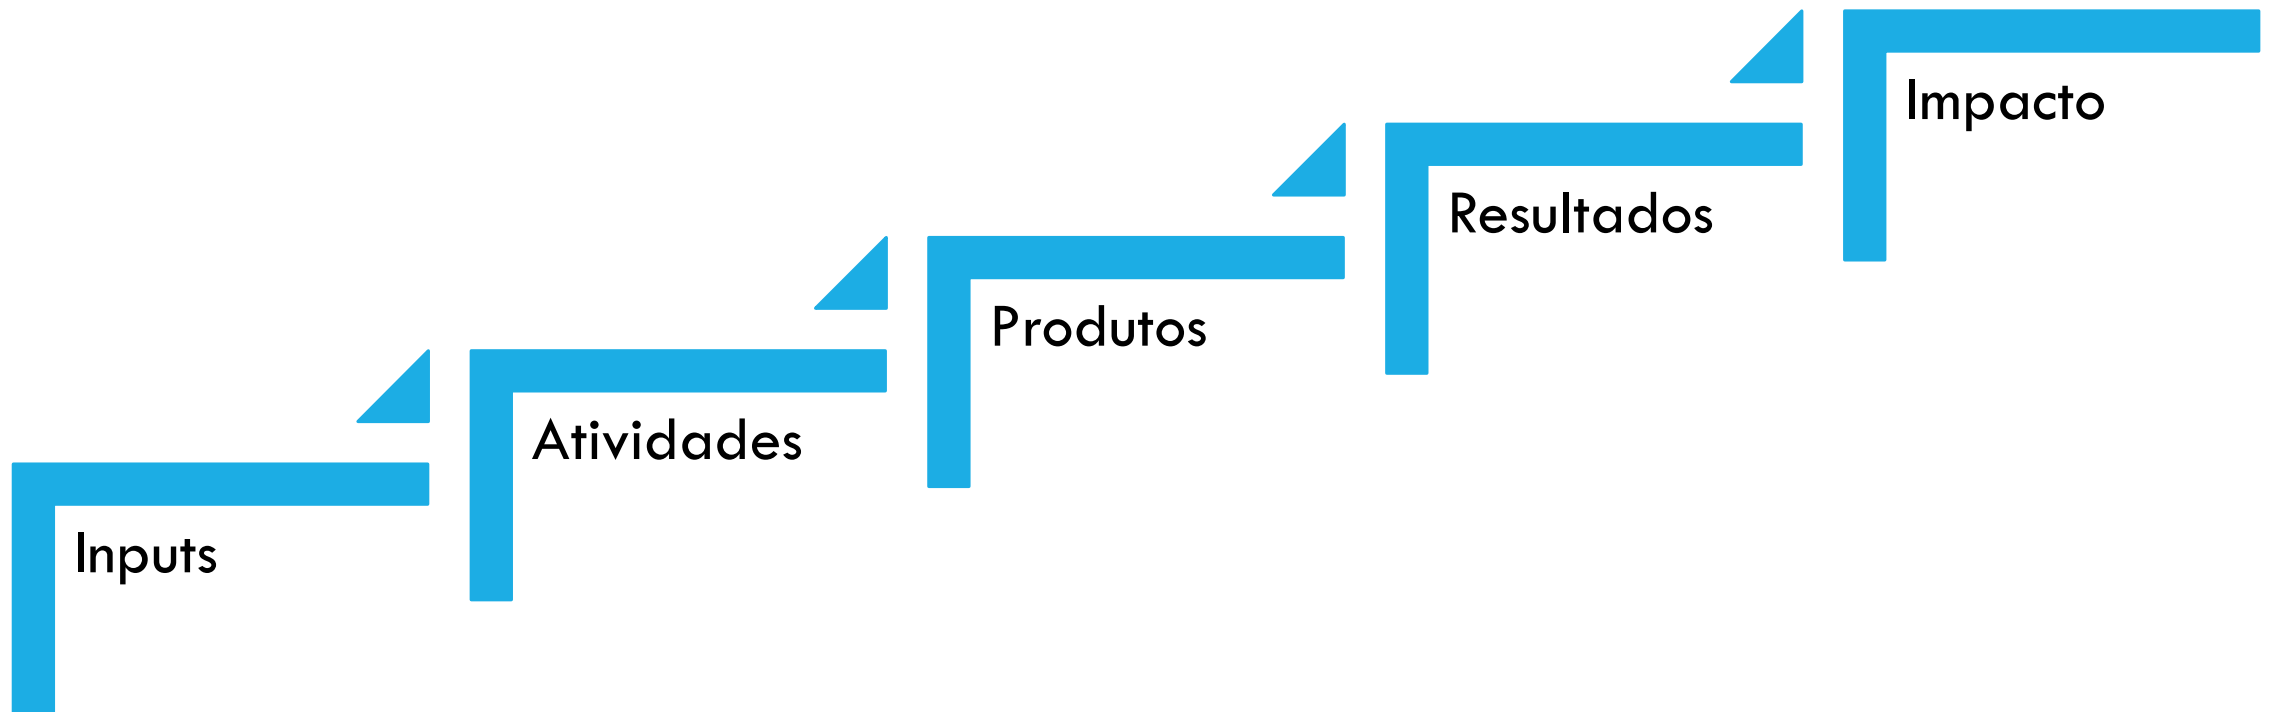 Inputs
Atividades
Produtos
Resultados
Impacto